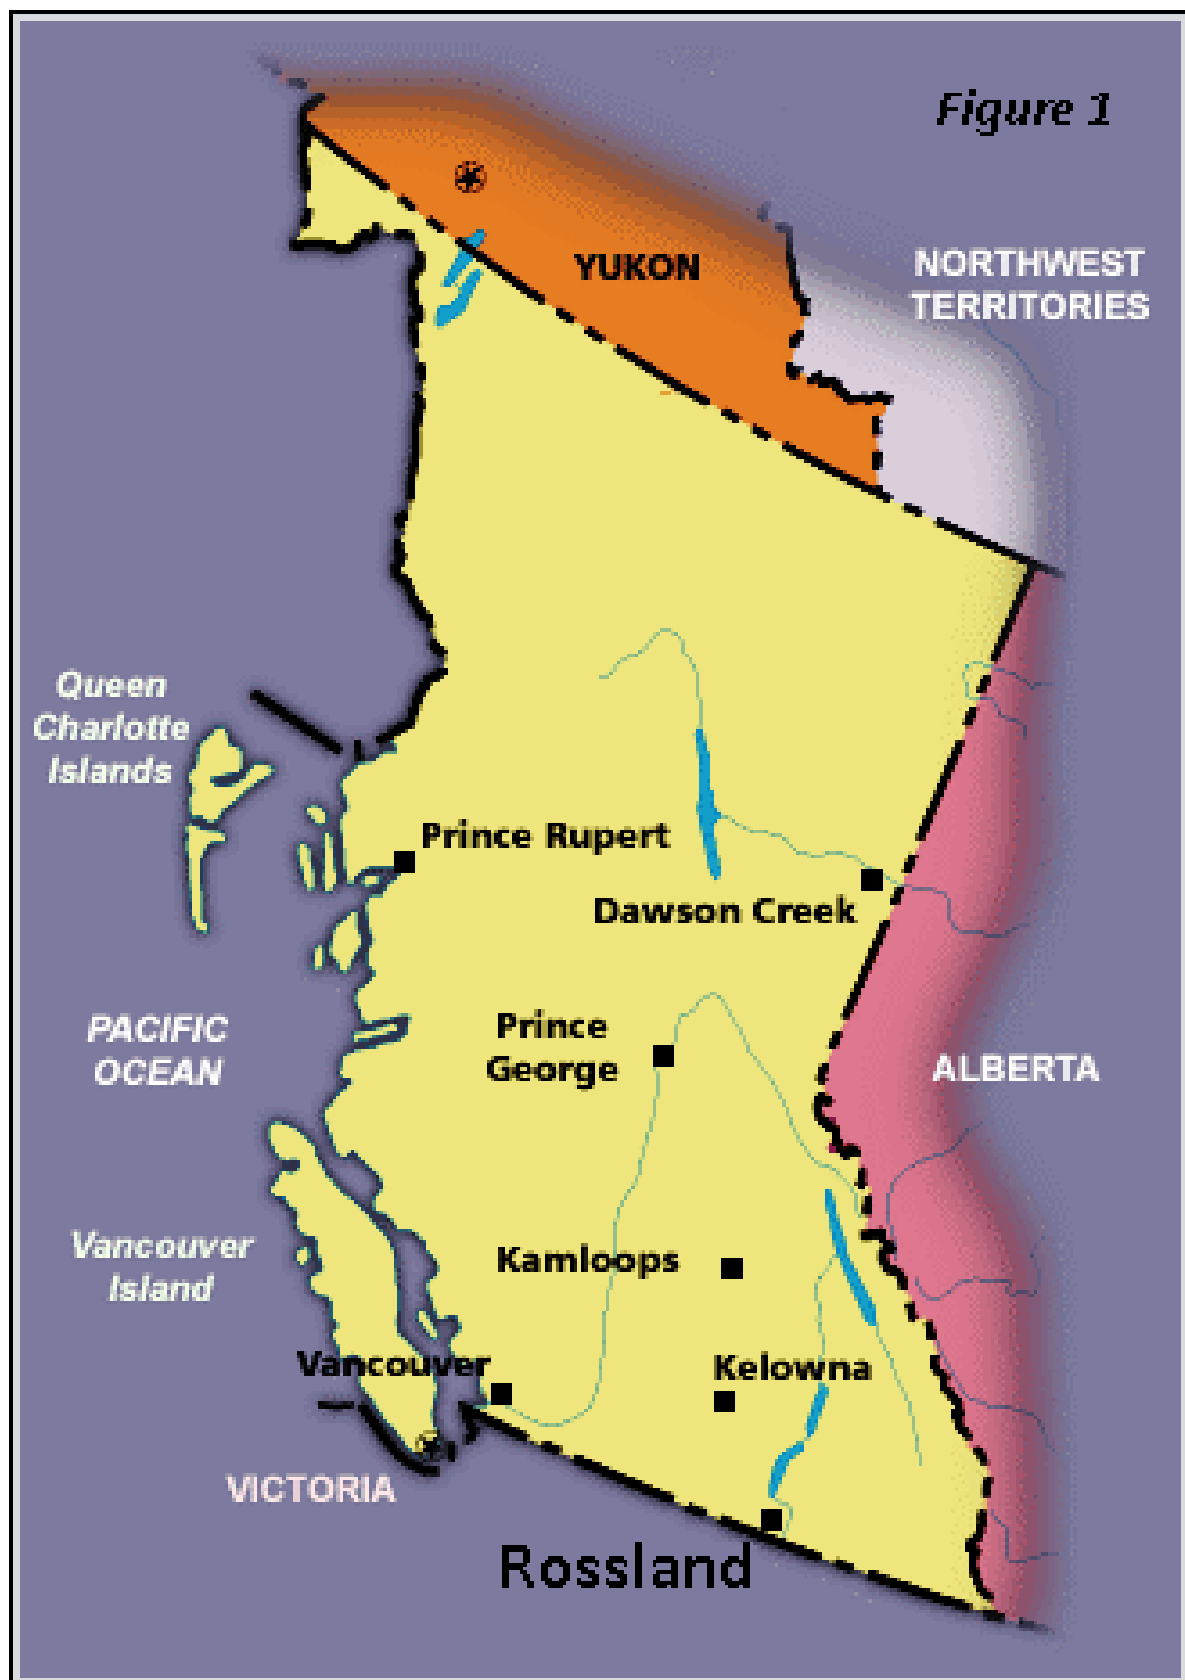 Figure 1
YUKON
NORTHWEST
TERRITORIES
Queen
Charlotte
Islands
Prince Rupert
Dawson Creek
PACIFIC
OCEAN
Prince
George
ALBERTA
Vancouver
Island
Kamloops
Vancouver
Kelowna
VICTORIA
Rossland